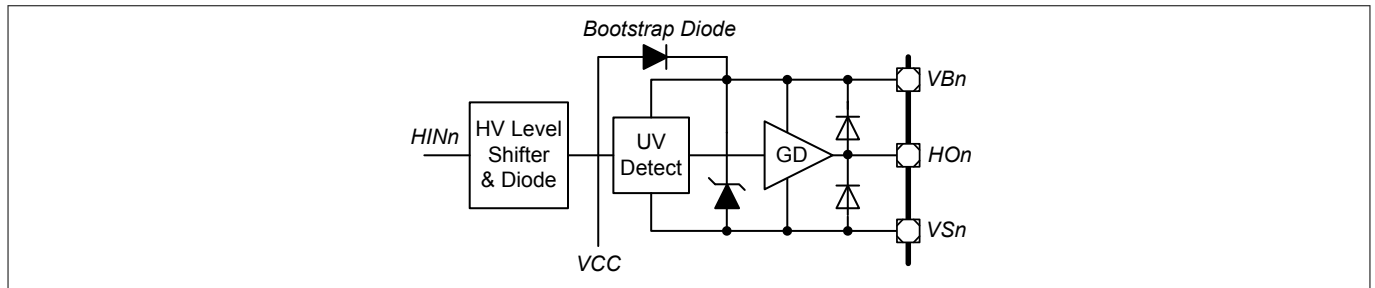 Bootstrap Diode
VBn
HINn
HV Level
Shifter
& Diode
UV
Detect
GD
HOn
VSn
VCC